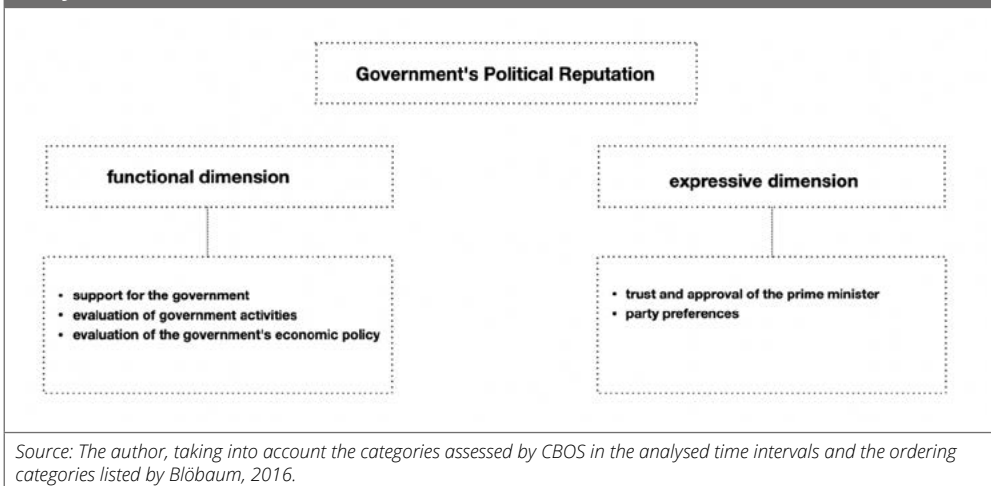 Government's Political Reputation
functional dimension
• support for the government
• evaluation of government activities
• evaluation of the government's economic policy
expressive dimension
• trust and approval of the prime minister
• party preferences
Source: The author, taking into account the categories assessed by CBOS in the analysed time intervals and the ordering
categories listed by Blöbaum, 2016.